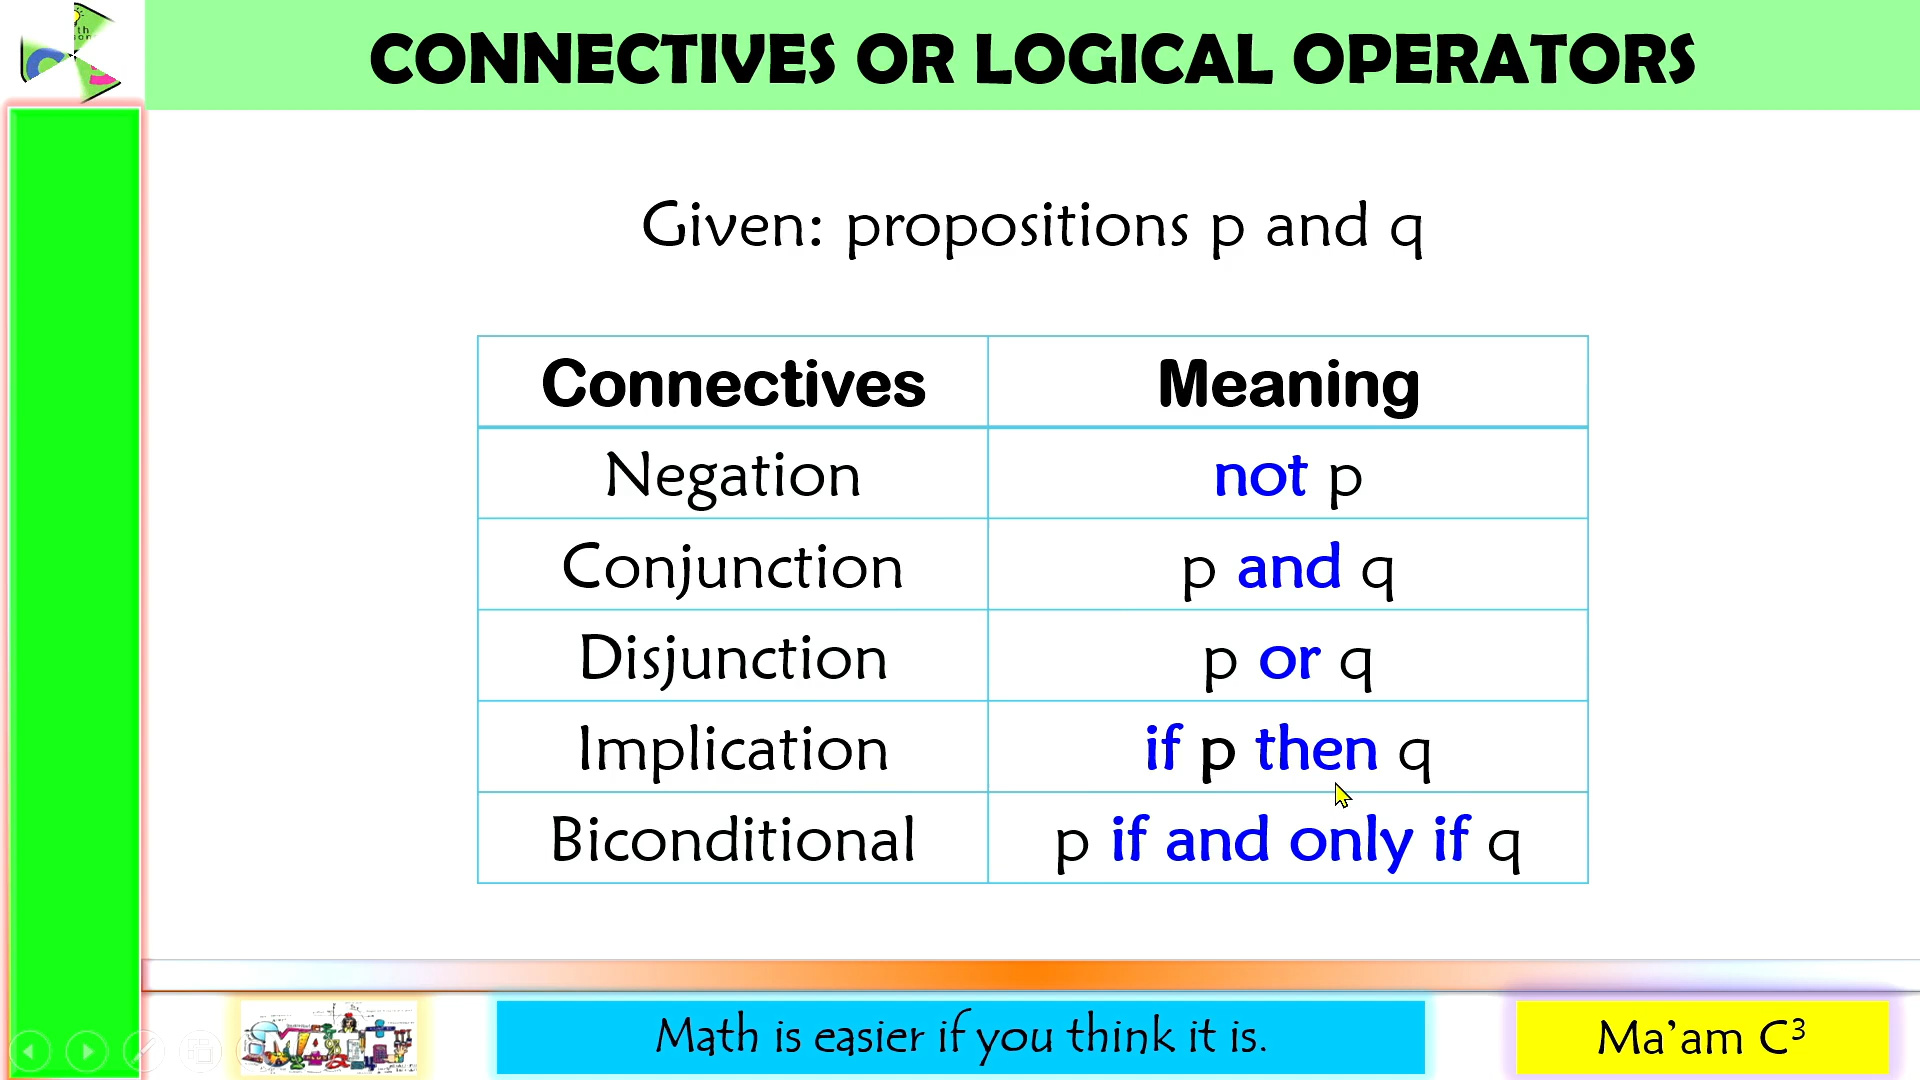 CONNECTIVES OR LOGICAL OPERATORS
Given: propositions p and q
Connectives Meaning
Negation not p
Conjunction p and q
Disjunction p or q
Implication if p then q
Biconditional p if and only if q
MATH
Math is easier if you think it is.
Ma’am C³